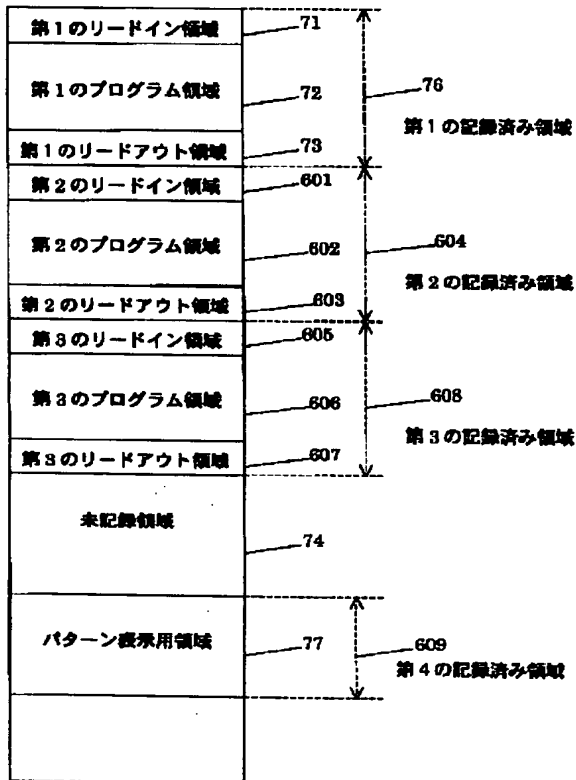 第1のリードイン領域
71
第1のプログラム領域
72
76
第1の記録済み領域
第1のリードアウト領域
73
第2のリードイン領域
601
第2のプログラム領域
602
604
第2の記録済み領域
第2のリードアウト領域
603
第3のリードイン領域
605
第3のプログラム領域
606
608
第3の記録済み領域
第3のリードアウト領域
607
未記録領域
74
パターン表示用領域
77
609
第4の記録済み領域